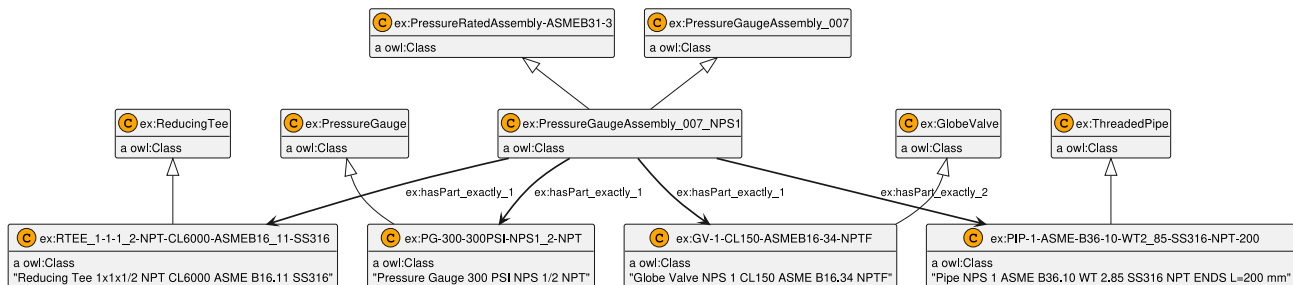 C ex:PressureRatedAssembly-ASMEB31-3
a owl:Class
C ex:PressureGaugeAssembly_007
a owl:Class
C ex:ReducingTee
a owl:Class
C ex:PressureGauge
a owl:Class
C ex:PressureGaugeAssembly_007_NPS1
a owl:Class
C ex:GlobeValve
a owl:Class
C ex:ThreadedPipe
a owl:Class
ex:hasPart_exactly_1
ex:hasPart_exactly_1
ex:hasPart_exactly_1
ex:hasPart_exactly_2
C ex:RTEE_1-1-1_2-NPT-CL6000-ASMEB16_11-SS316
a owl:Class
"Reducing Tee 1x1x1/2 NPT CL6000 ASME B16.11 SS316"
C ex:PG-300-300PSI-NPS1_2-NPT
a owl:Class
"Pressure Gauge 300 PSI NPS 1/2 NPT"
C ex:GV-1-CL150-ASMEB16-34-NPTF
a owl:Class
"Globe Valve NPS 1 CL150 ASME B16.34 NPTF"
C ex:PIP-1-ASME-B36-10-WT2_85-SS316-NPT-200
a owl:Class
"Pipe NPS 1 ASME B36.10 WT 2.85 SS316 NPT ENDS L=200 mm"